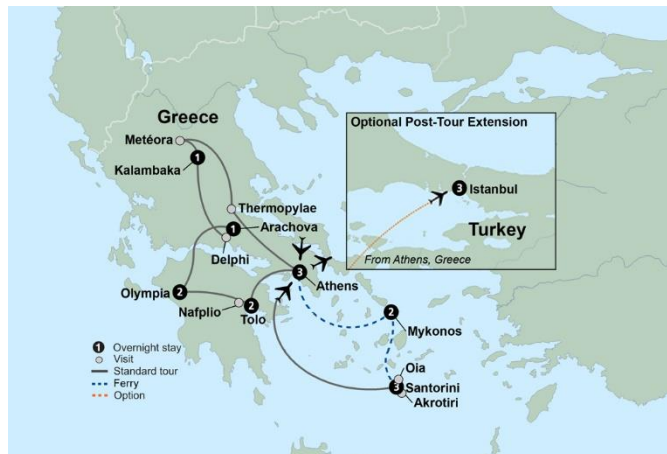 Greece
Metéora
1
Kalambaka
Thermopylae
1
Arachova
Delphi
3
Athens
Olympia
2
Nafplio
2
Tolo
2
Mykonos
Oia
3
Santorini
Akrotiri
Optional Post-Tour Extension
3
Istanbul
Turkey
From Athens, Greece
1 Overnight stay
Visit
Standard tour
Ferry
Option